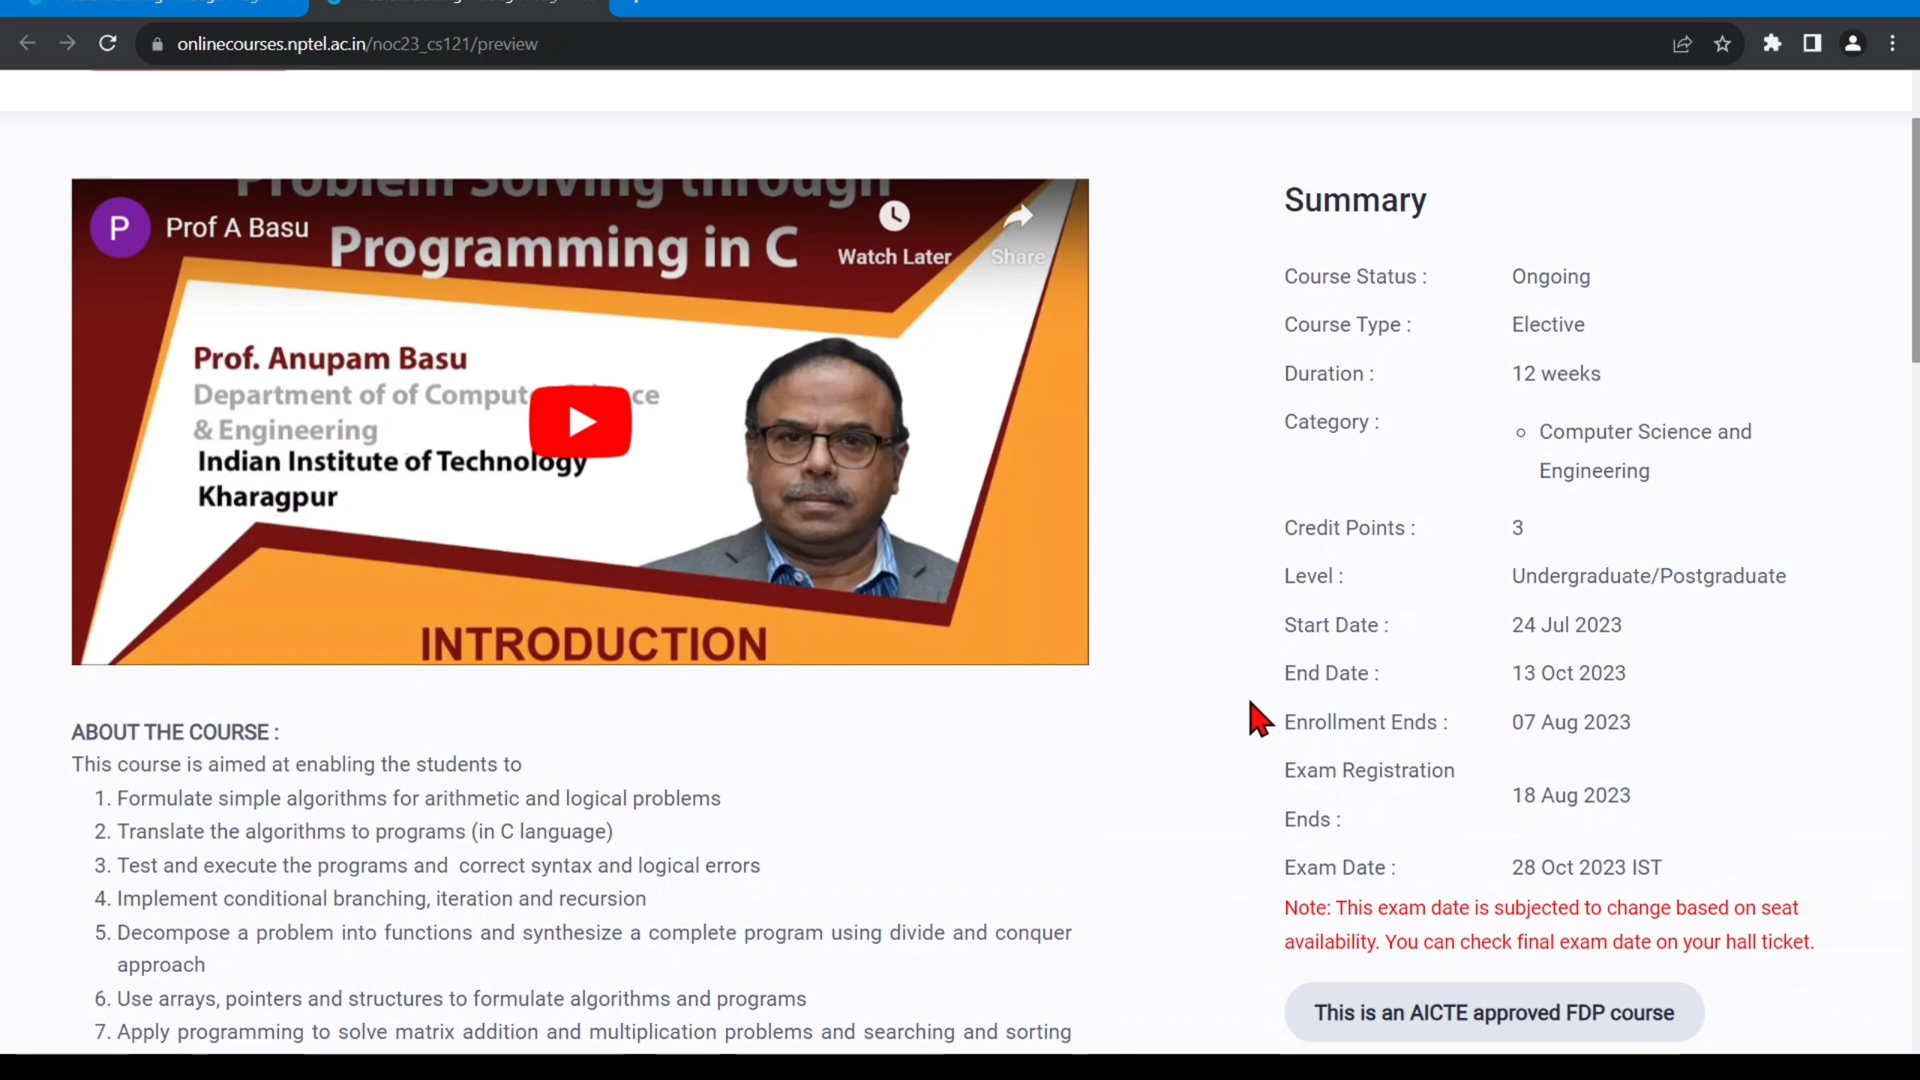 onlinecourses.nptel.ac.in/noc23_cs121/preview
Problem Solving through
P Prof A Basu
Programming in C
Watch Later
Share
Prof. Anupam Basu
Department of of Comput ce
& Engineering
Indian Institute of Technology
Kharagpur
INTRODUCTION
ABOUT THE COURSE :
This course is aimed at enabling the students to
1. Formulate simple algorithms for arithmetic and logical problems
2. Translate the algorithms to programs (in C language)
3. Test and execute the programs and correct syntax and logical errors
4. Implement conditional branching, iteration and recursion
5. Decompose a problem into functions and synthesize a complete program using divide and conquer
approach
6. Use arrays, pointers and structures to formulate algorithms and programs
7. Apply programming to solve matrix addition and multiplication problems and searching and sorting
Summary
Course Status : Ongoing
Course Type : Elective
Duration : 12 weeks
Category : Computer Science and
Engineering
Credit Points : 3
Level : Undergraduate/Postgraduate
Start Date : 24 Jul 2023
End Date : 13 Oct 2023
Enrollment Ends : 07 Aug 2023
Exam Registration
18 Aug 2023
Ends :
Exam Date : 28 Oct 2023 IST
Note: This exam date is subjected to change based on seat
availability. You can check final exam date on your hall ticket.
This is an AICTE approved FDP course